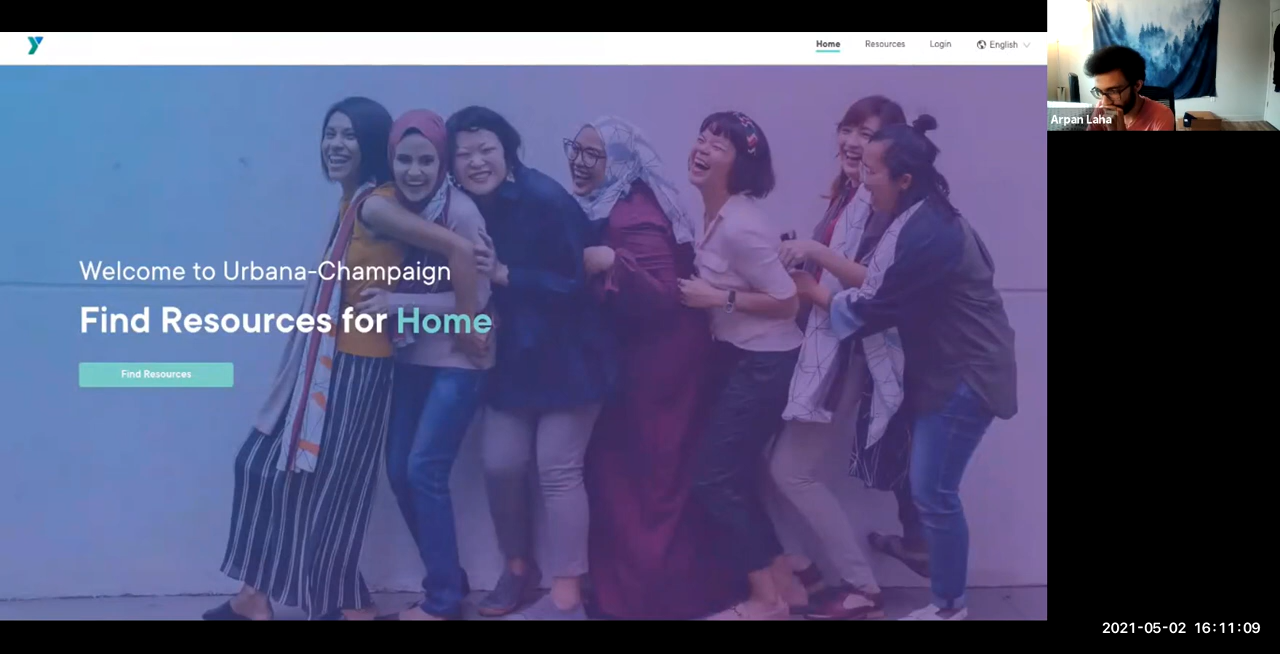 Home
Resources
Login
English
Arpan Laha
Welcome to Urbana-Champaign
Find Resources for Home
Find Resources
2021-05-02 16:11:09